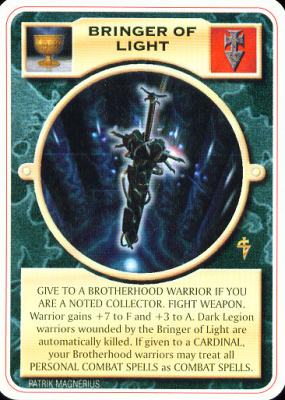 BRINGER OF
LIGHT
GIVE TO A BROTHERHOOD WARRIOR IF YOU
ARE A NOTED COLLECTOR. FIGHT WEAPON.
Warrior gains +7 to F and +3 to A. Dark Legion
warriors wounded by the Bringer of Light are
automatically killed. If given to a CARDINAL,
your Brotherhood warriors may treat all
PERSONAL COMBAT SPELLS as COMBAT SPELLS.
PATRIK MAGNERIUS